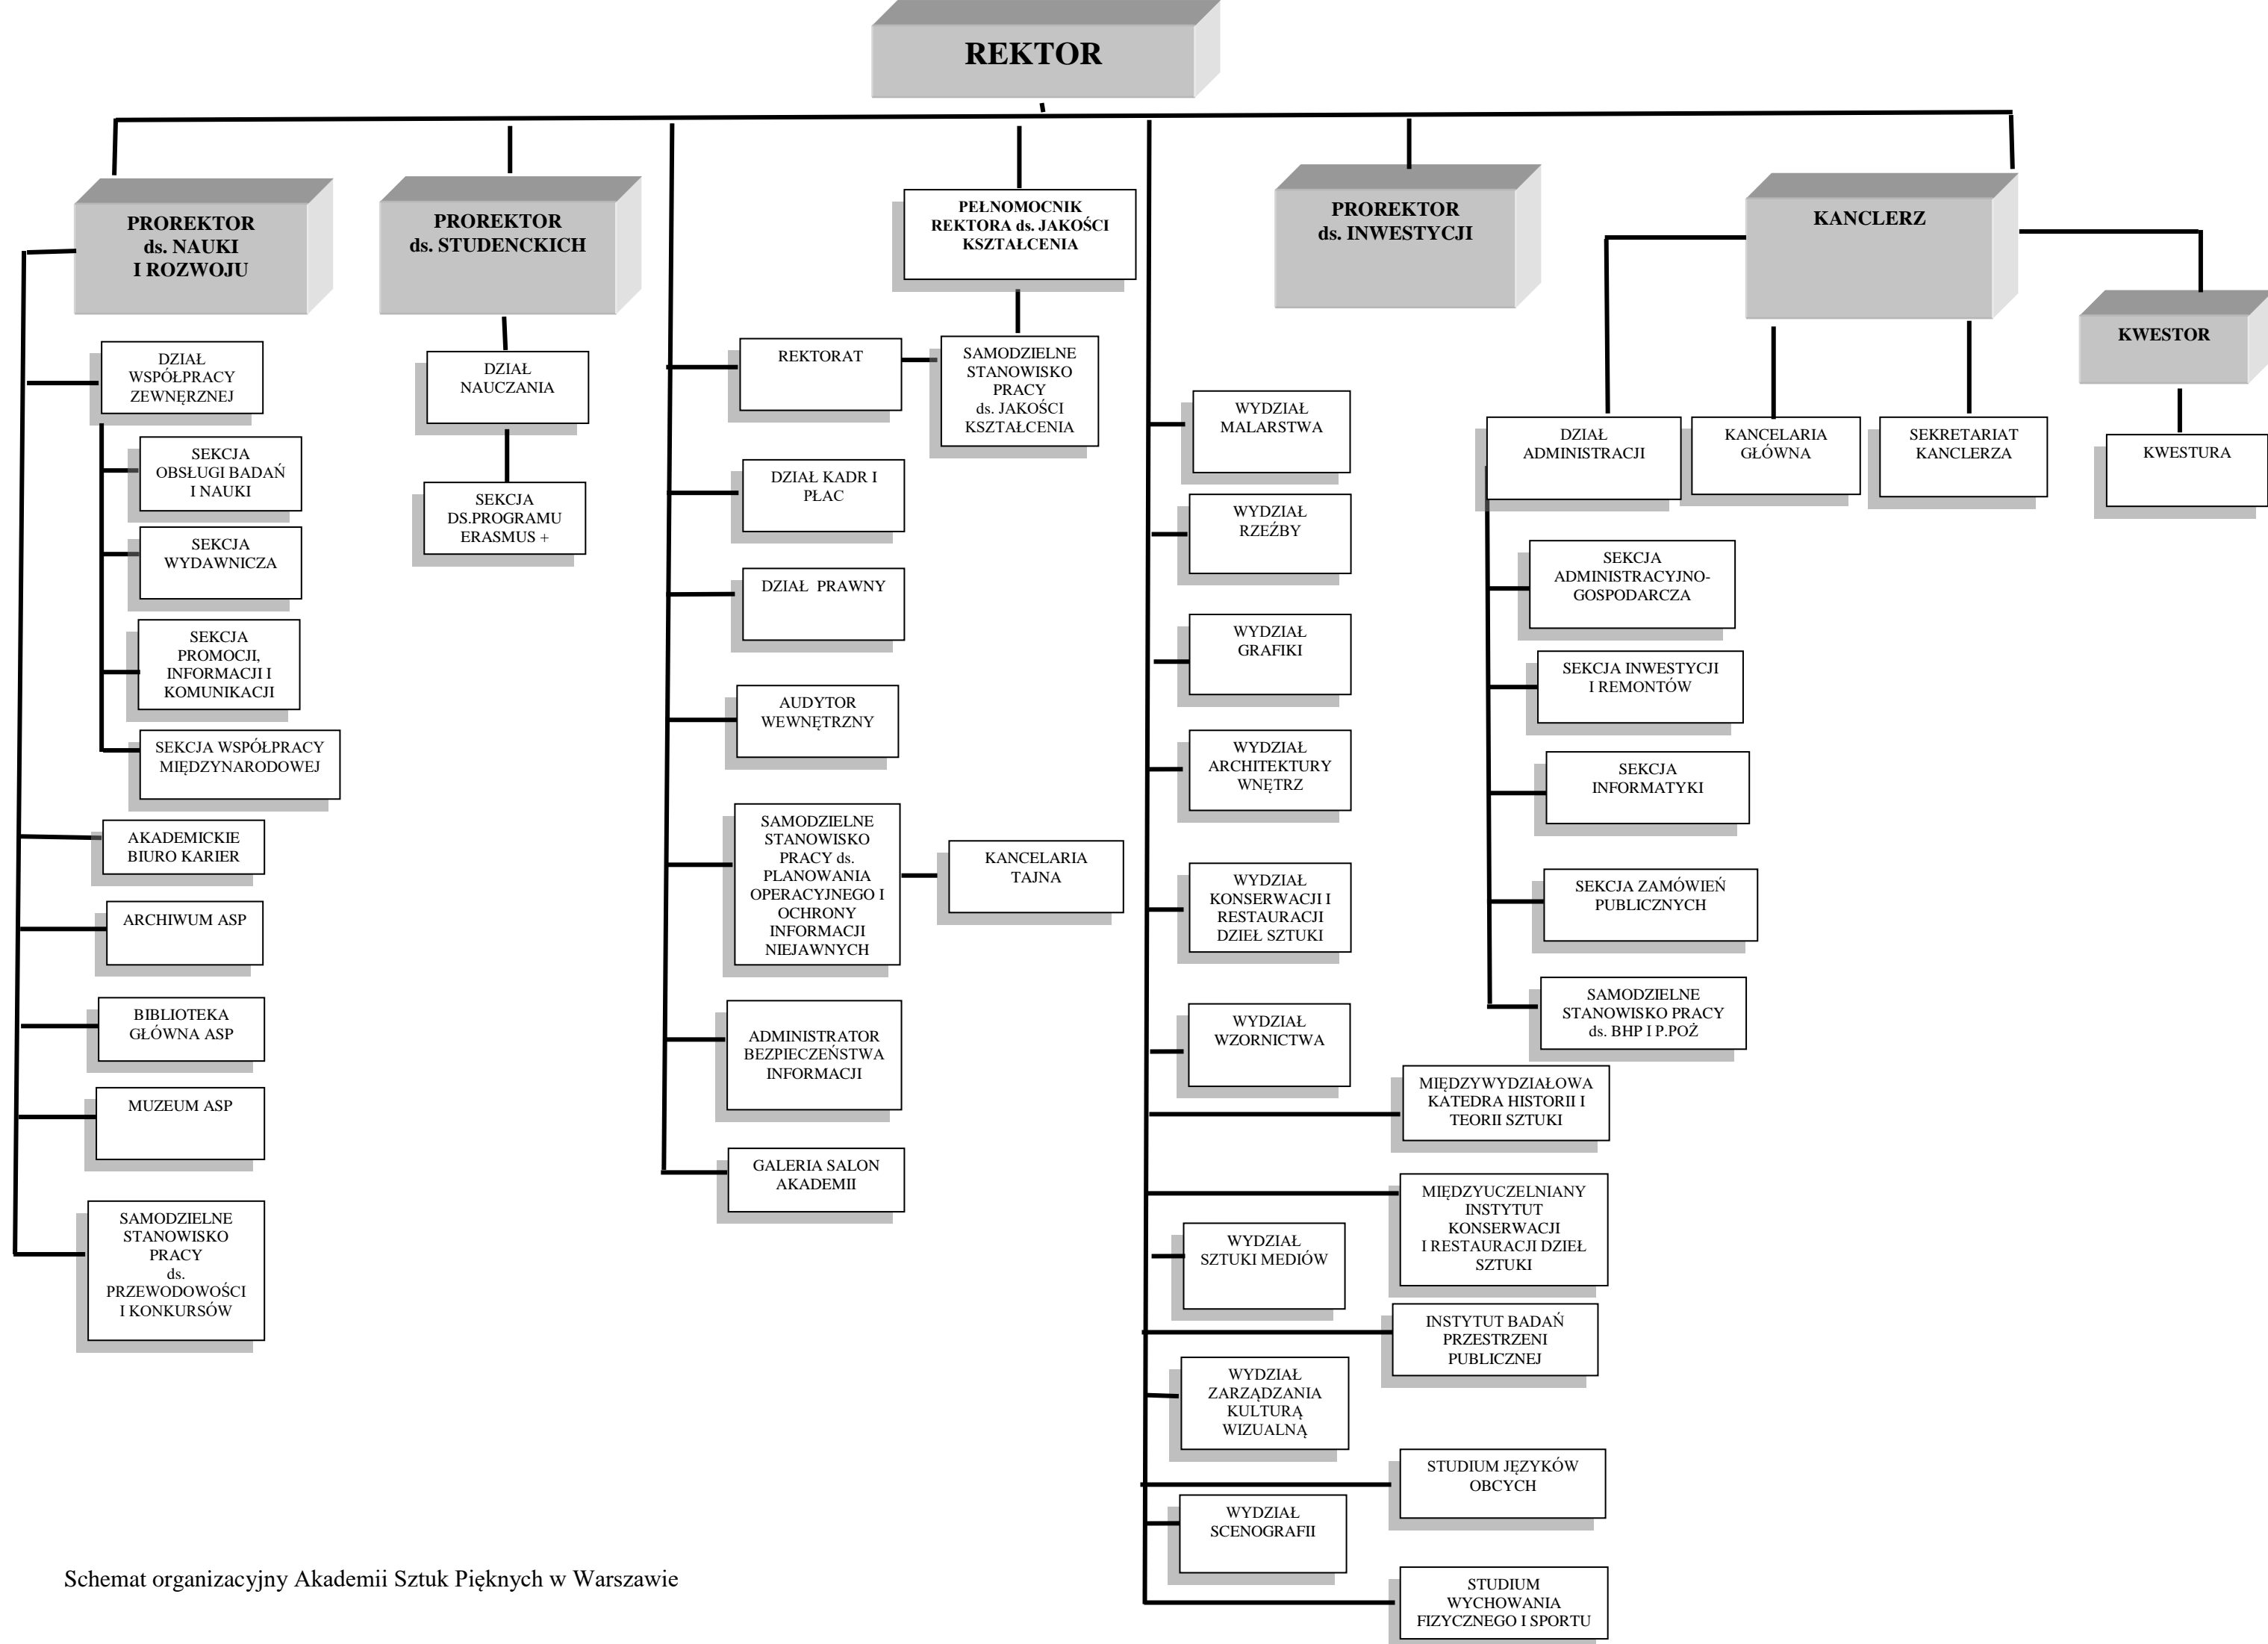 REKTOR
PROREKTOR
ds. NAUKI
I ROZWOJU
PROREKTOR
ds. STUDENCKICH
PEŁNOMOCNIK
REKTORA ds. JAKOŚCI
KSZTAŁCENIA
PROREKTOR
ds. INWESTYCJI
KANCLERZ
KWESTOR
DZIAŁ
WSPÓŁPRACY
ZEWNĘRZNEJ
SEKCJA
OBSŁUGI BADAŃ
I NAUKI
SEKCJA
WYDAWNICZA
SEKCJA
PROMOCJI,
INFORMACJI I
KOMUNIKACJI
SEKCJA WSPÓŁPRACY
MIĘDZYNARODOWEJ
AKADEMICKIE
BIURO KARIER
ARCHIWUM ASP
BIBLIOTEKA
GŁÓWNA ASP
MUZEUM ASP
SAMODZIELNE
STANOWISKO
PRACY
ds.
PRZEWODOWOŚCI
I KONKURSÓW
DZIAŁ
NAUCZANIA
SEKCJA
DS.PROGRAMU
ERASMUS +
REKTORAT
SAMODZIELNE
STANOWISKO
PRACY
ds. JAKOŚCI
KSZTAŁCENIA
DZIAŁ KADR I
PŁAC
DZIAŁ PRAWNY
AUDYTOR
WEWNĘTRZNY
SAMODZIELNE
STANOWISKO
PRACY ds.
PLANOWANIA
OPERACYJNEGO I
OCHRONY
INFORMACJI
NIEJAWNYCH
KANCELARIA
TAJNA
ADMINISTRATOR
BEZPIECZEŃSTWA
INFORMACJI
GALERIA SALON
AKADEMII
WYDZIAŁ
MALARSTWA
WYDZIAŁ
RZEŹBY
WYDZIAŁ
GRAFIKI
WYDZIAŁ
ARCHITEKTURY
WNĘTRZ
WYDZIAŁ
KONSERWACJI I
RESTAURACJI
DZIEŁ SZTUKI
WYDZIAŁ
WZORNICTWA
MIĘDZYWYDZIAŁOWA
KATEDRA HISTORII I
TEORII SZTUKI
MIĘDZYUCZELNIANY
INSTYTUT
KONSERWACJI
I RESTAURACJI DZIEŁ
SZTUKI
WYDZIAŁ
SZTUKI MEDIÓW
INSTYTUT BADAŃ
PRZESTRZENI
PUBLICZNEJ
WYDZIAŁ
ZARZĄDZANIA
KULTURĄ
WIZUALNĄ
STUDIUM JĘZYKÓW
OBCYCH
WYDZIAŁ
SCENOGRAFII
STUDIUM
WYCHOWANIA
FIZYCZNEGO I SPORTU
DZIAŁ
ADMINISTRACJI
KANCELARIA
GŁÓWNA
SEKRETARIAT
KANCLERZA
KWESTURA
SEKCJA
ADMINISTRACYJNO-
GOSPODARCZA
SEKCJA INWESTYCJI
I REMONTÓW
SEKCJA
INFORMATYKI
SEKCJA ZAMÓWIEŃ
PUBLICZNYCH
SAMODZIELNE
STANOWISKO PRACY
ds. BHP I P.POŻ
Schemat organizacyjny Akademii Sztuk Pięknych w Warszawie